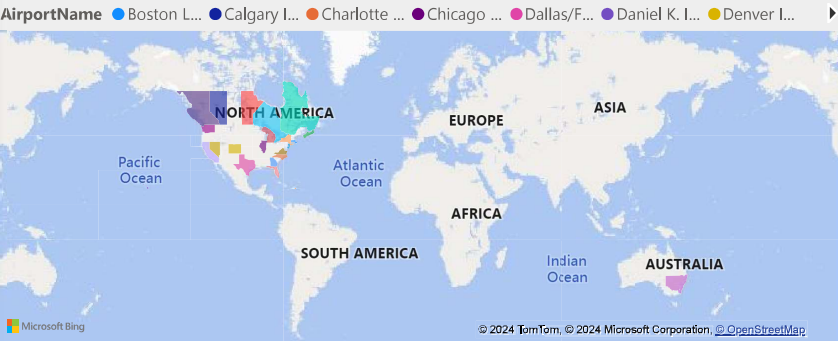 AirportName Boston L... Calgary I... Charlotte ... Chicago ... Dallas/F... Daniel K. I... Denver I...
NORTH AMERICA
EUROPE
ASIA
Pacific
Ocean
Atlantic
Ocean
AFRICA
SOUTH AMERICA
Indian
Ocean
AUSTRALIA
Microsoft Bing
© 2024 TomTom, © 2024 Microsoft Corporation, © OpenStreetMap